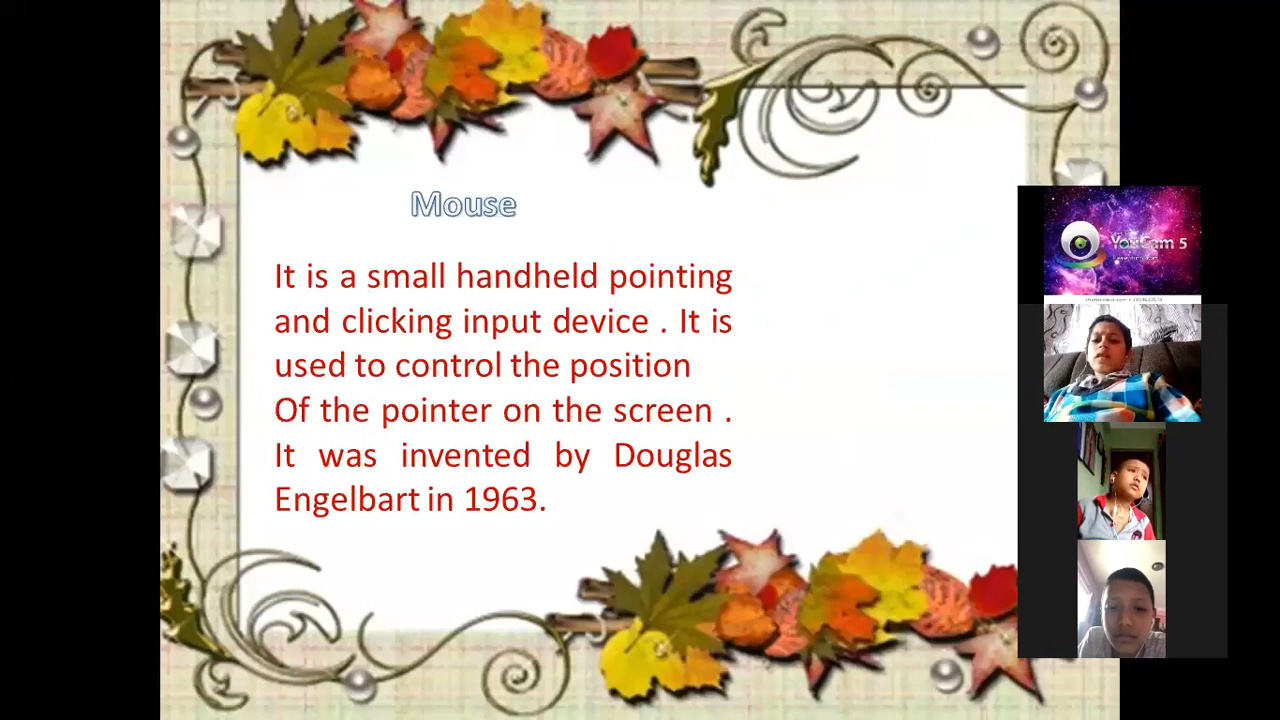 Mouse
It is a small handheld pointing
and clicking input device . It is
used to control the position
Of the pointer on the screen .
It was invented by Douglas
Engelbart in 1963.
YouCam 5